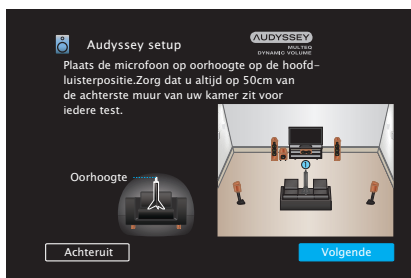 Audyssey setup
AUDYSSEY
MULTEQ
DYNAMIC VOLUME
Plaats de microfoon op oorhoogte op de hoofd-
luisterpositie.Zorg dat u altijd op 50cm van
de achterste muur van uw kamer zit voor
iedere test.
Oorhoogte
1
Achteruit
Volgende